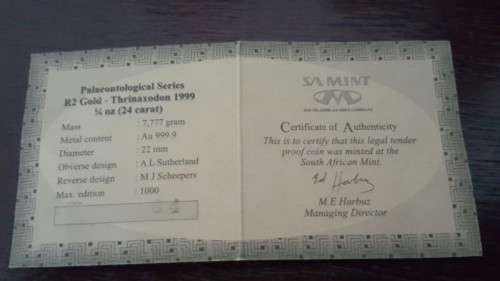 Palaeontological Series
R2 Gold - Thrinaxodon 1999
¼ oz (24 carat)
Mass : 7,777 gram
Metal content : Au 999.9
Diameter : 22 mm
Obverse design : A L Sutherland
Reverse design : M J Scheepers
Max. edition : 1000
SA MINT
Certificate of Authenticity
This is to certify that this legal tender
proof coin was minted at the
South African Mint.
Ed Harbuz
M.E Harbuz
Managing Director